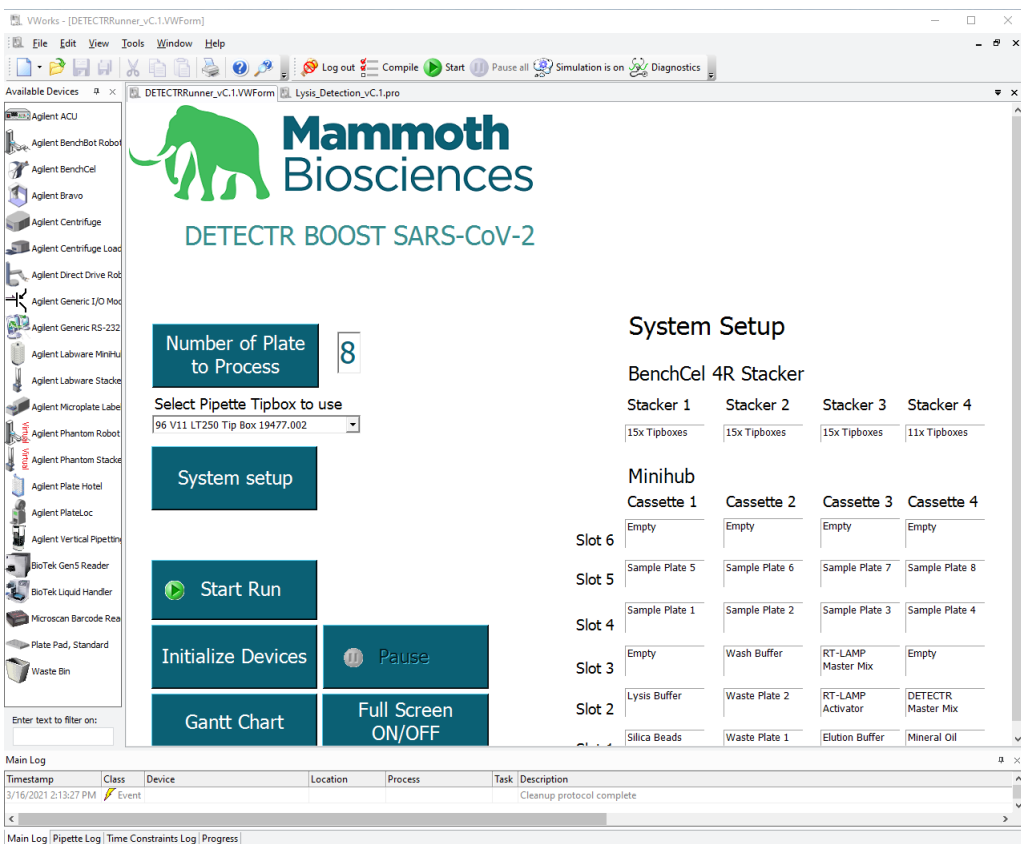 VWorks - [DETECTRRunner_vC.1.VWForm]
File Edit View Tools Window Help
Log out Compile Start Pause all Simulation is on Diagnostics
Available Devices
DETECTRRunner_vC.1.VWForm Lysis_Detection_vC.1.pro
Agilent ACU
Agilent BenchBot Robot
Agilent BenchCel
Agilent Bravo
Agilent Centrifuge
Agilent Centrifuge Load
Agilent Direct Drive Rob
Agilent Generic I/O Mod
Agilent Generic RS-232
Agilent Labware MiniHu
Agilent Labware Stacke
Agilent Microplate Label
Virtual Agilent Phantom Robot
Virtual Agilent Phantom Stacke
Agilent Plate Hotel
Agilent PlateLoc
Agilent Vertical Pipetting
BioTek Gen5 Reader
BioTek Liquid Handler
Microscan Barcode Rea
Plate Pad, Standard
Waste Bin
Enter text to filter on:
Mammoth
Biosciences
DETECTR BOOST SARS-CoV-2
Number of Plate
to Process
8
Select Pipette Tipbox to use
96 V11 LT250 Tip Box 19477.002
System setup
Start Run
Initialize Devices
Pause
Gantt Chart
Full Screen
ON/OFF
System Setup
BenchCel 4R Stacker
Stacker 1 Stacker 2 Stacker 3 Stacker 4
15x Tipboxes 15x Tipboxes 15x Tipboxes 11x Tipboxes
Minihub
Cassette 1 Cassette 2 Cassette 3 Cassette 4
Slot 6 Empty Empty Empty Empty
Slot 5 Sample Plate 5 Sample Plate 6 Sample Plate 7 Sample Plate 8
Slot 4 Sample Plate 1 Sample Plate 2 Sample Plate 3 Sample Plate 4
Slot 3 Empty Wash Buffer RT-LAMP Master Mix Empty
Slot 2 Lysis Buffer Waste Plate 2 RT-LAMP Activator DETECTR Master Mix
Silica Beads Waste Plate 1 Elution Buffer Mineral Oil
Main Log
Timestamp Class Device Location Process Task Description
3/16/2021 2:13:27 PM Event Cleanup protocol complete
Main Log Pipette Log Time Constraints Log Progress